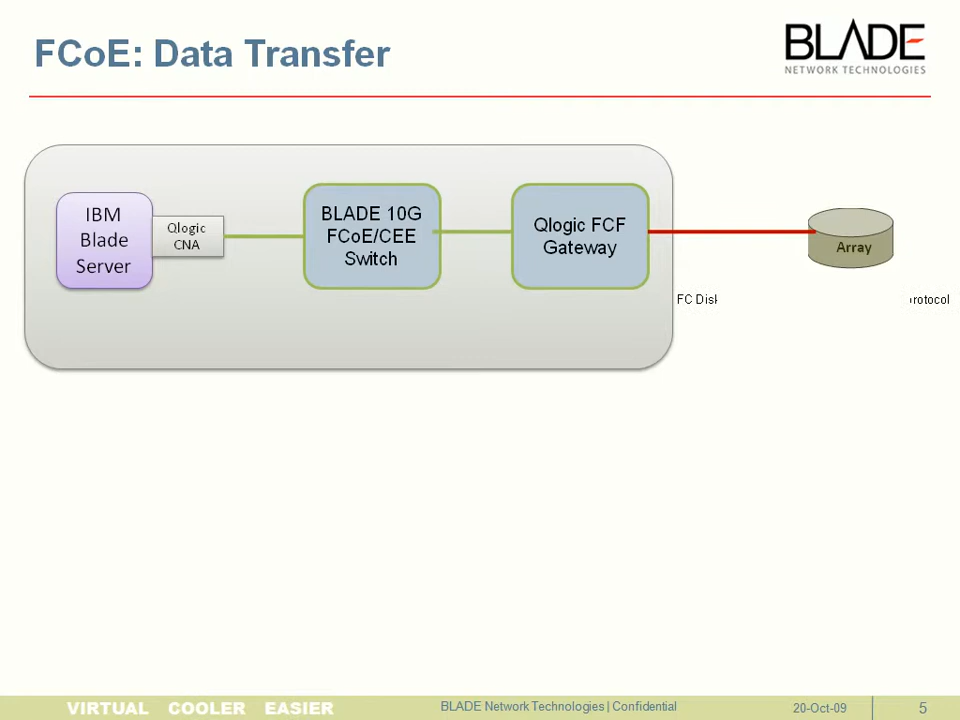 FCoE: Data Transfer
BLADE
NETWORK TECHNOLOGIES
IBM
Blade
Server
Qlogic
CNA
BLADE 10G
FCoE/CEE
Switch
Qlogic FCF
Gateway
Array
FC Disk
rotocol
VIRTUAL COOLER EASIER
BLADE Network Technologies | Confidential
20-Oct-09
5